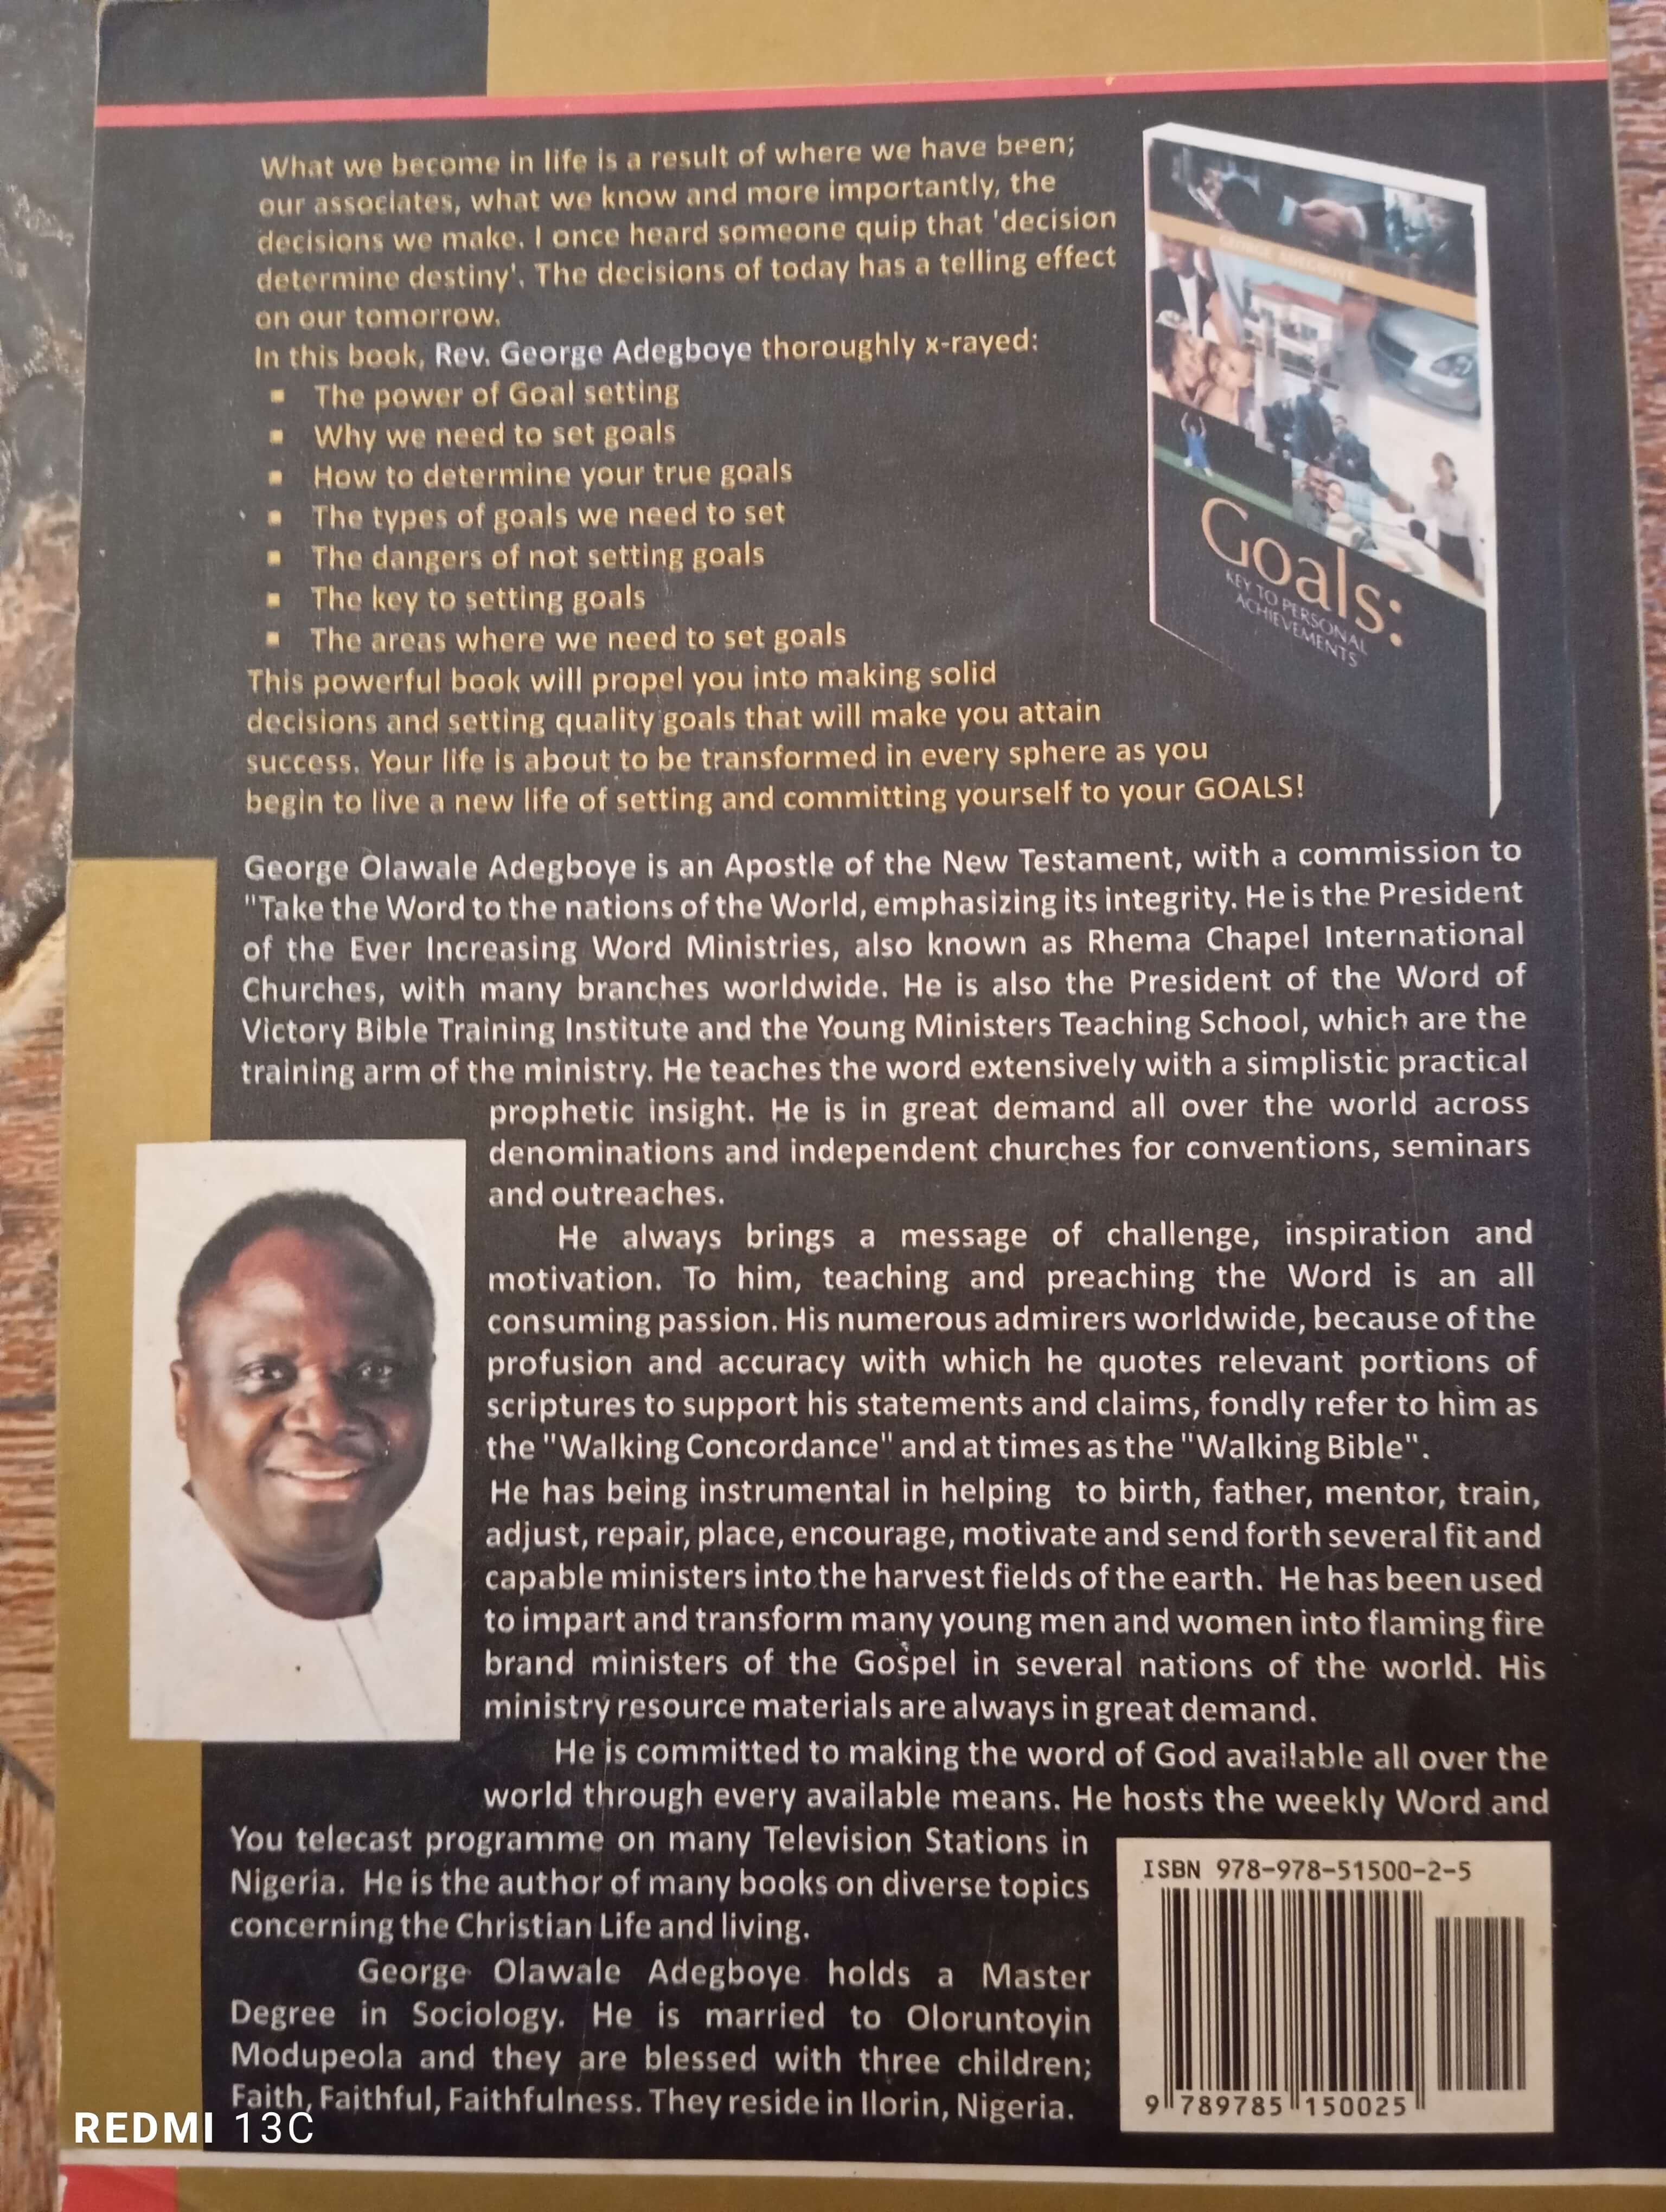 What we become in life is a result of where we have been;
our associates, what we know and more importantly, the
decisions we make. I once heard someone quip that 'decision
determine destiny'. The decisions of today has a telling effect
on our tomorrow.
In this book, Rev. George Adegboye thoroughly x-rayed:
▪ The power of Goal setting
▪ Why we need to set goals
▪ How to determine your true goals
▪ The types of goals we need to set
▪ The dangers of not setting goals
▪ The key to setting goals
▪ The areas where we need to set goals
This powerful book will propel you into making solid
decisions and setting quality goals that will make you attain
success. Your life is about to be transformed in every sphere as you
begin to live a new life of setting and committing yourself to your GOALS!
GEORGE ADEGBOYE
Goals:
KEY TO PERSONAL
ACHIEVEMENTS
George Olawale Adegboye is an Apostle of the New Testament, with a commission to
"Take the Word to the nations of the World, emphasizing its integrity. He is the President
of the Ever Increasing Word Ministries, also known as Rhema Chapel International
Churches, with many branches worldwide. He is also the President of the Word of
Victory Bible Training Institute and the Young Ministers Teaching School, which are the
training arm of the ministry. He teaches the word extensively with a simplistic practical
prophetic insight. He is in great demand all over the world across
denominations and independent churches for conventions, seminars
and outreaches.
He always brings a message of challenge, inspiration and
motivation. To him, teaching and preaching the Word is an all
consuming passion. His numerous admirers worldwide, because of the
profusion and accuracy with which he quotes relevant portions of
scriptures to support his statements and claims, fondly refer to him as
the "Walking Concordance" and at times as the "Walking Bible".
He has being instrumental in helping to birth, father, mentor, train,
adjust, repair, place, encourage, motivate and send forth several fit and
capable ministers into the harvest fields of the earth. He has been used
to impart and transform many young men and women into flaming fire
brand ministers of the Gospel in several nations of the world. His
ministry resource materials are always in great demand.
He is committed to making the word of God available all over the
world through every available means. He hosts the weekly Word and
You telecast programme on many Television Stations in
Nigeria. He is the author of many books on diverse topics
concerning the Christian Life and living.
George Olawale Adegboye holds a Master
Degree in Sociology. He is married to Oloruntoyin
Modupeola and they are blessed with three children;
Faith, Faithful, Faithfulness. They reside in Ilorin, Nigeria.
ISBN 978-978-51500-2-5
9 789785 150025
REDMI 13C